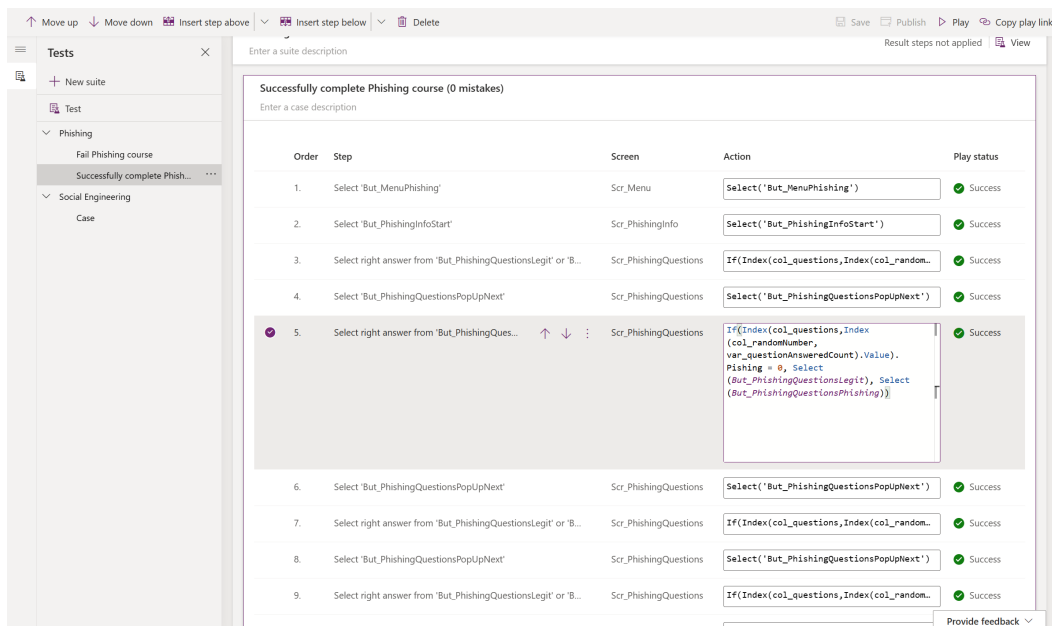 Move up Move down Insert step above Insert step below Delete Save Publish Play Copy play link
Tests
Enter a suite description
Result steps not applied View
New suite
Test
Phishing
Fail Phishing course
Successfully complete Phish... ...
Social Engineering
Case
Successfully complete Phishing course (0 mistakes)
Enter a case description
Order Step Screen Action Play status
1. Select 'But_MenuPhishing' Scr_Menu Select('But_MenuPhishing') Success
2. Select 'But_PhishingInfoStart' Scr_PhishingInfo Select('But_PhishingInfoStart') Success
3. Select right answer from 'But_PhishingQuestionsLegit' or 'B... Scr_PhishingQuestions If(Index(col_questions,Index(col_random… Success
4. Select 'But_PhishingQuestionsPopUpNext' Scr_PhishingQuestions Select('But_PhishingQuestionsPopUpNext') Success
5. Select right answer from 'But_PhishingQues... Scr_PhishingQuestions If(Index(col_questions,Index Success
(col_randomNumber,
var_questionAnsweredCount).Value).
Pishing = 0, Select
(But_PhishingQuestionsLegit), Select
(But_PhishingQuestionsPhishing))
6. Select 'But_PhishingQuestionsPopUpNext' Scr_PhishingQuestions Select('But_PhishingQuestionsPopUpNext') Success
7. Select right answer from 'But_PhishingQuestionsLegit' or 'B... Scr_PhishingQuestions If(Index(col_questions,Index(col_random… Success
8. Select 'But_PhishingQuestionsPopUpNext' Scr_PhishingQuestions Select('But_PhishingQuestionsPopUpNext') Success
9. Select right answer from 'But_PhishingQuestionsLegit' or 'B... Scr_PhishingQuestions If(Index(col_questions,Index(col_random… Success
Provide feedback